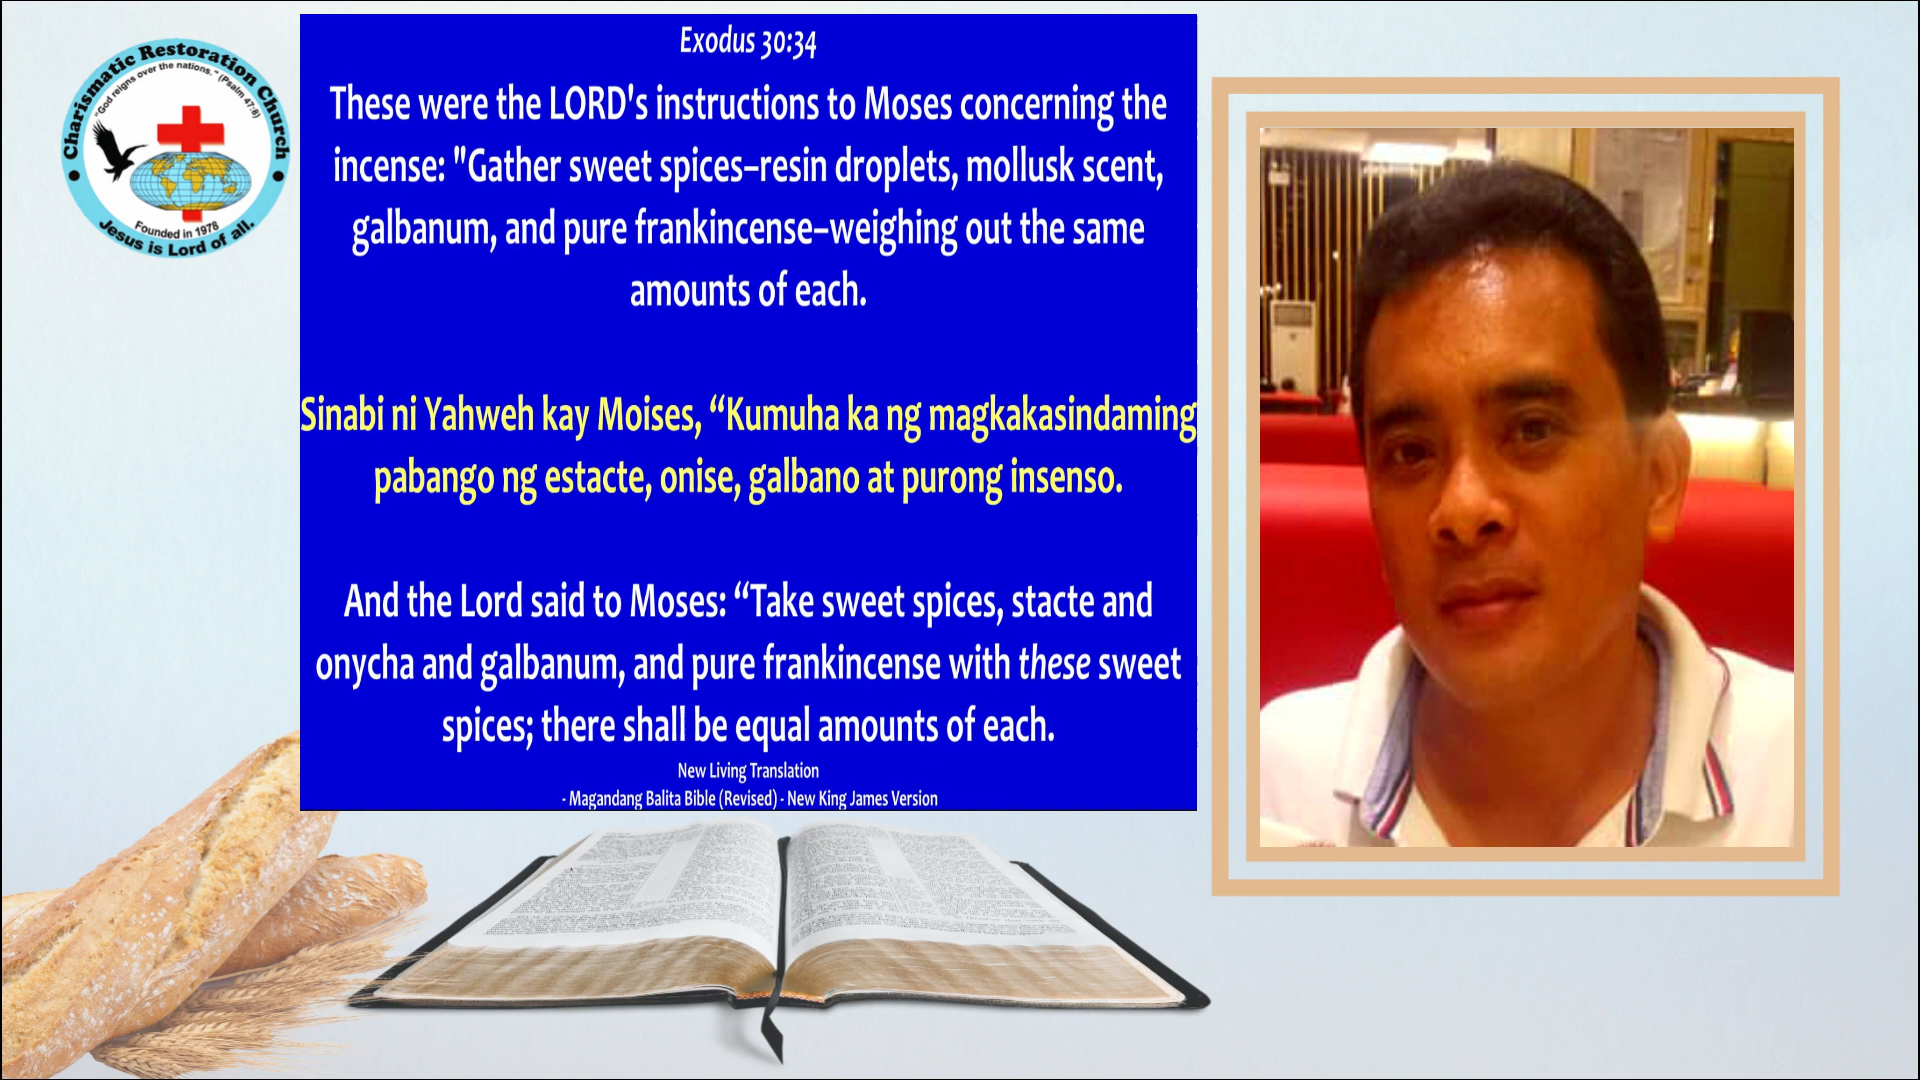 Charismatic Restoration Church
"God reigns over the nations." (Psalm 47:8)
Founded in 1978
Jesus is Lord of all.
Exodus 30:34
These were the LORD's instructions to Moses concerning the
incense: "Gather sweet spices–resin droplets, mollusk scent,
galbanum, and pure frankincense–weighing out the same
amounts of each.
Sinabi ni Yahweh kay Moises, “Kumuha ka ng magkakasindaming
pabango ng estacte, onise, galbano at purong insenso.
And the Lord said to Moses: “Take sweet spices, stacte and
onycha and galbanum, and pure frankincense with these sweet
spices; there shall be equal amounts of each.
New Living Translation
- Magandang Balita Bible (Revised) - New King James Version